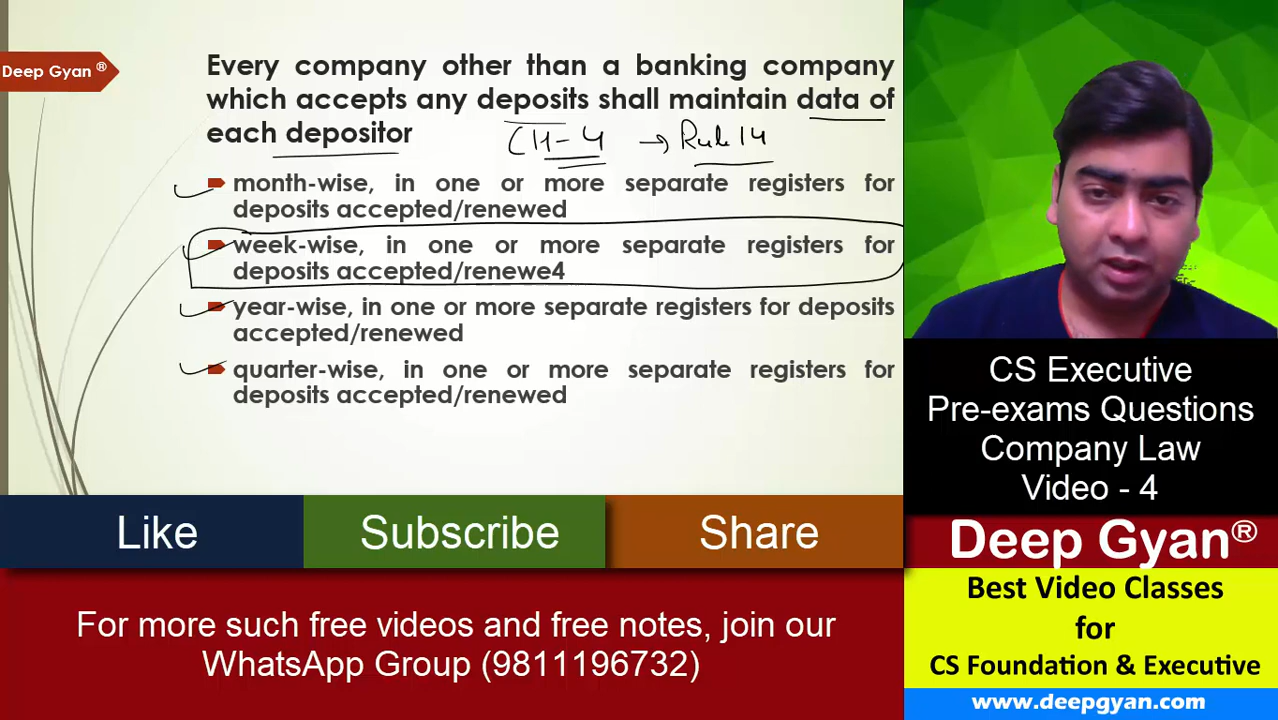 Deep Gyan ®
Every company other than a banking company
which accepts any deposits shall maintain data of
each depositor
CH-4 → Rule 14
month-wise, in one or more separate registers for
deposits accepted/renewed
week-wise, in one or more separate registers for
deposits accepted/renewe4
year-wise, in one or more separate registers for deposits
accepted/renewed
quarter-wise, in one or more separate registers for
deposits accepted/renewed
CS Executive
Pre-exams Questions
Company Law
Video - 4
Like
Subscribe
Share
Deep Gyan®
Best Video Classes
for
CS Foundation & Executive
www.deepgyan.com
For more such free videos and free notes, join our
WhatsApp Group (9811196732)